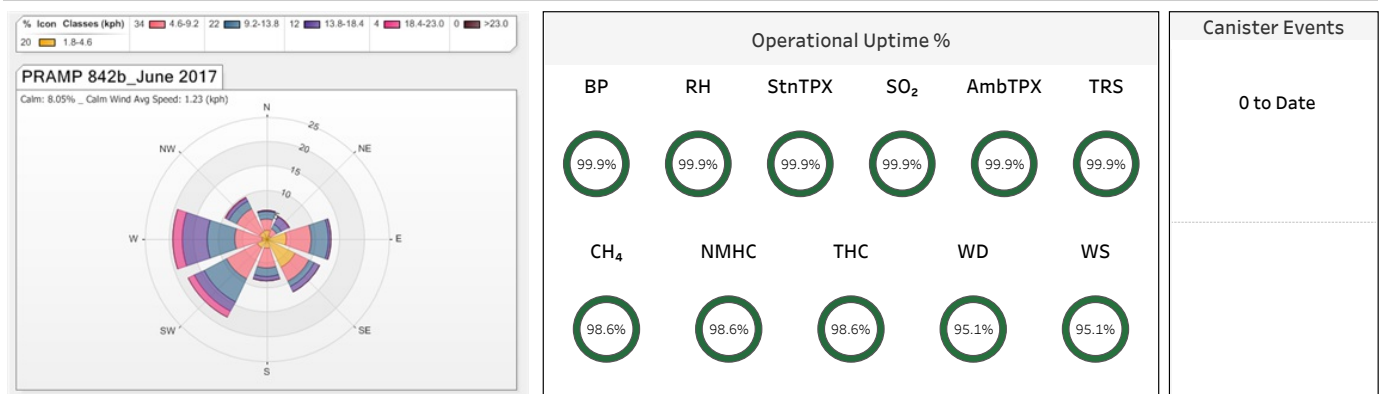 % Icon Classes (kph) 34 4.6-9.2 22 9.2-13.8 12 13.8-18.4 4 18.4-23.0 0 >23.0
20 1.8-4.6
PRAMP 842b_June 2017
Calm: 8.05% _ Calm Wind Avg Speed: 1.23 (kph)
N
25
NW
20
NE
15
10
W
E
SW
SE
S
Operational Uptime %
BP RH StnTPX SO₂ AmbTPX TRS
99.9% 99.9% 99.9% 99.9% 99.9% 99.9%
CH₄ NMHC THC WD WS
98.6% 98.6% 98.6% 95.1% 95.1%
Canister Events
0 to Date